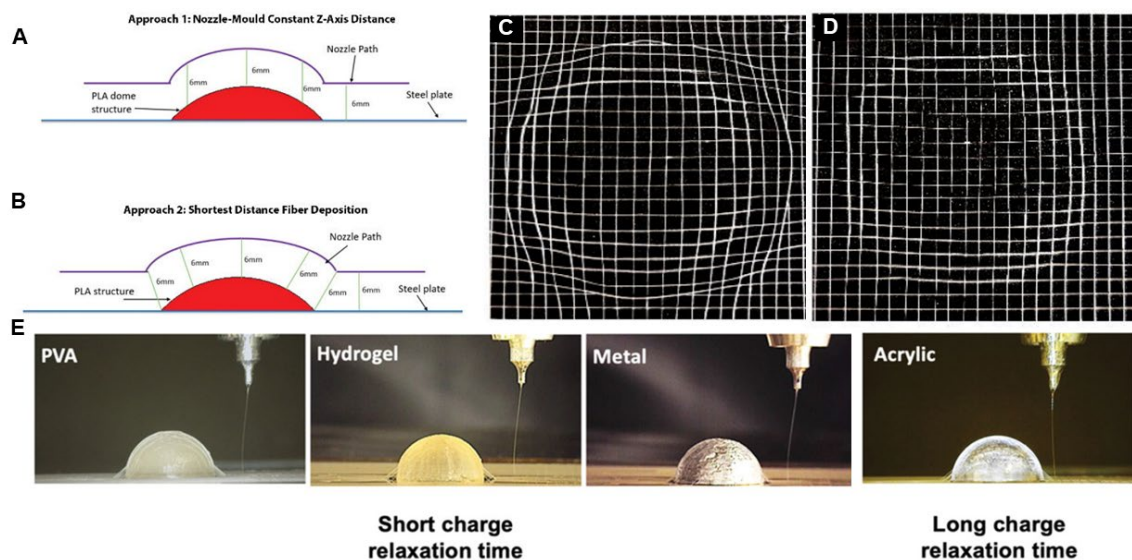 A
Approach 1: Nozzle-Mould Constant Z-Axis Distance
Nozzle Path
6mm
6mm
6mm
6mm
PLA dome
structure
Steel plate
B
Approach 2: Shortest Distance Fiber Deposition
Nozzle Path
6mm
6mm
6mm
6mm
6mm
6mm
PLA structure
Steel plate
C
D
E
PVA
Hydrogel
Metal
Acrylic
Short charge
relaxation time
Long charge
relaxation time